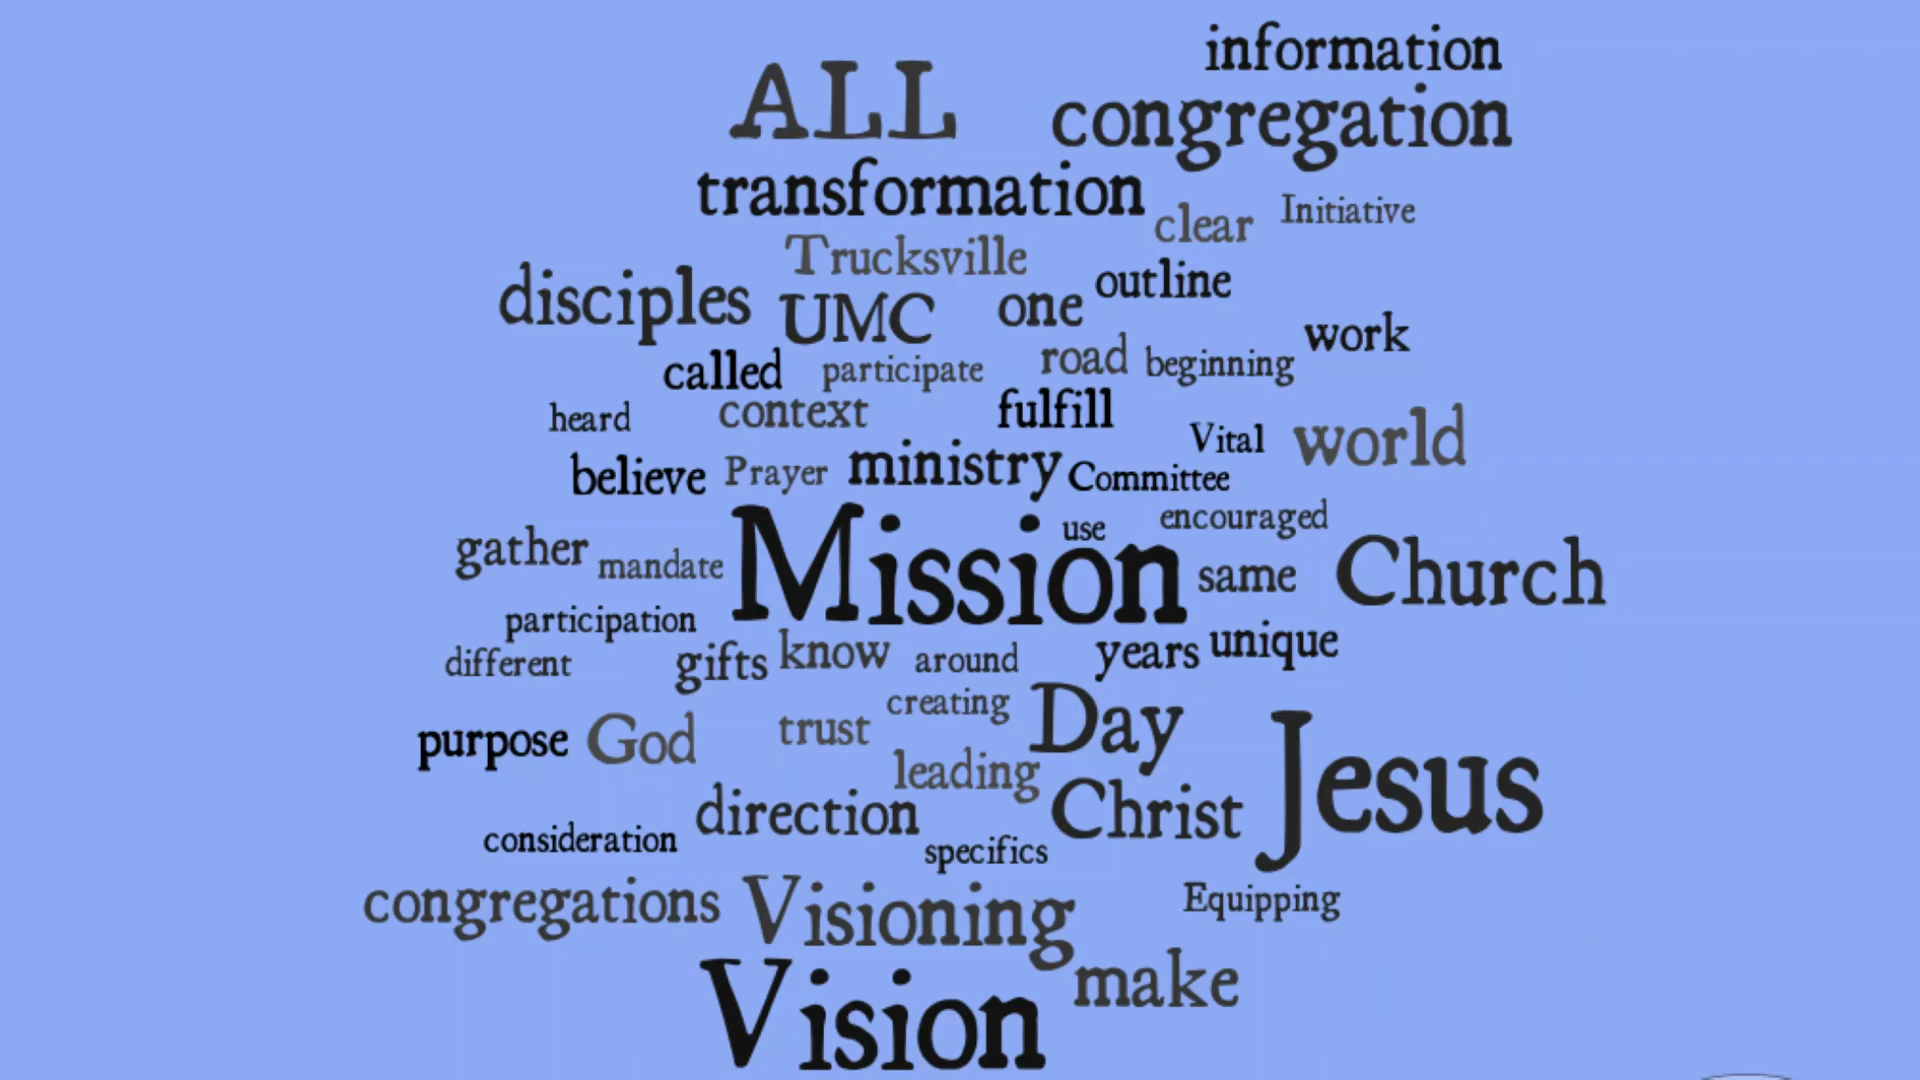 information
ALL congregation
transformation clear Initiative
Trucksville
disciples UMC one outline
work
called participate road beginning
heard context fulfill
Vital world
believe Prayer ministry Committee
use encouraged
gather mandate Mission same Church
participation
different gifts know around years unique
creating Day
purpose God trust
leading Jesus
consideration direction Christ
specifics
congregations Visioning Equipping
Vision make